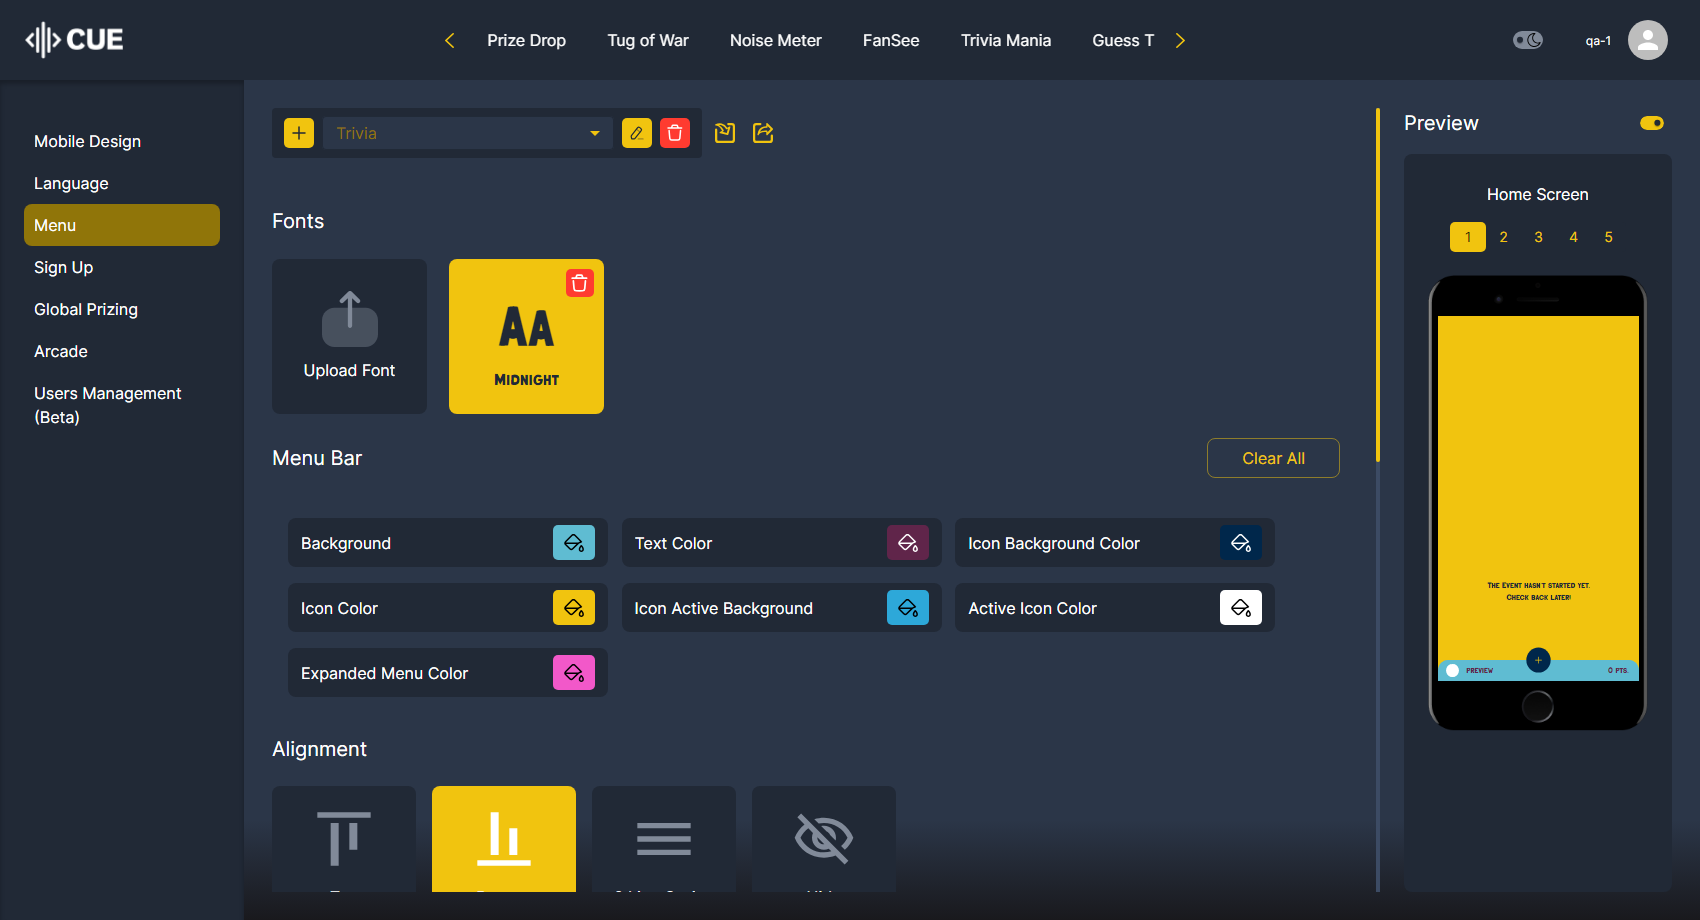 CUE
Prize Drop
Tug of War
Noise Meter
FanSee
Trivia Mania
Guess T
qa-1
Mobile Design
Language
Menu
Sign Up
Global Prizing
Arcade
Users Management
(Beta)
Trivia
Fonts
Upload Font
AA
MIDNIGHT
Menu Bar
Clear All
Background
Text Color
Icon Background Color
Icon Color
Icon Active Background
Active Icon Color
Expanded Menu Color
Alignment
Preview
Home Screen
1 2 3 4 5
THE EVENT HASN'T STARTED YET.
CHECK BACK LATER!
PREVIEW
0 PTS.